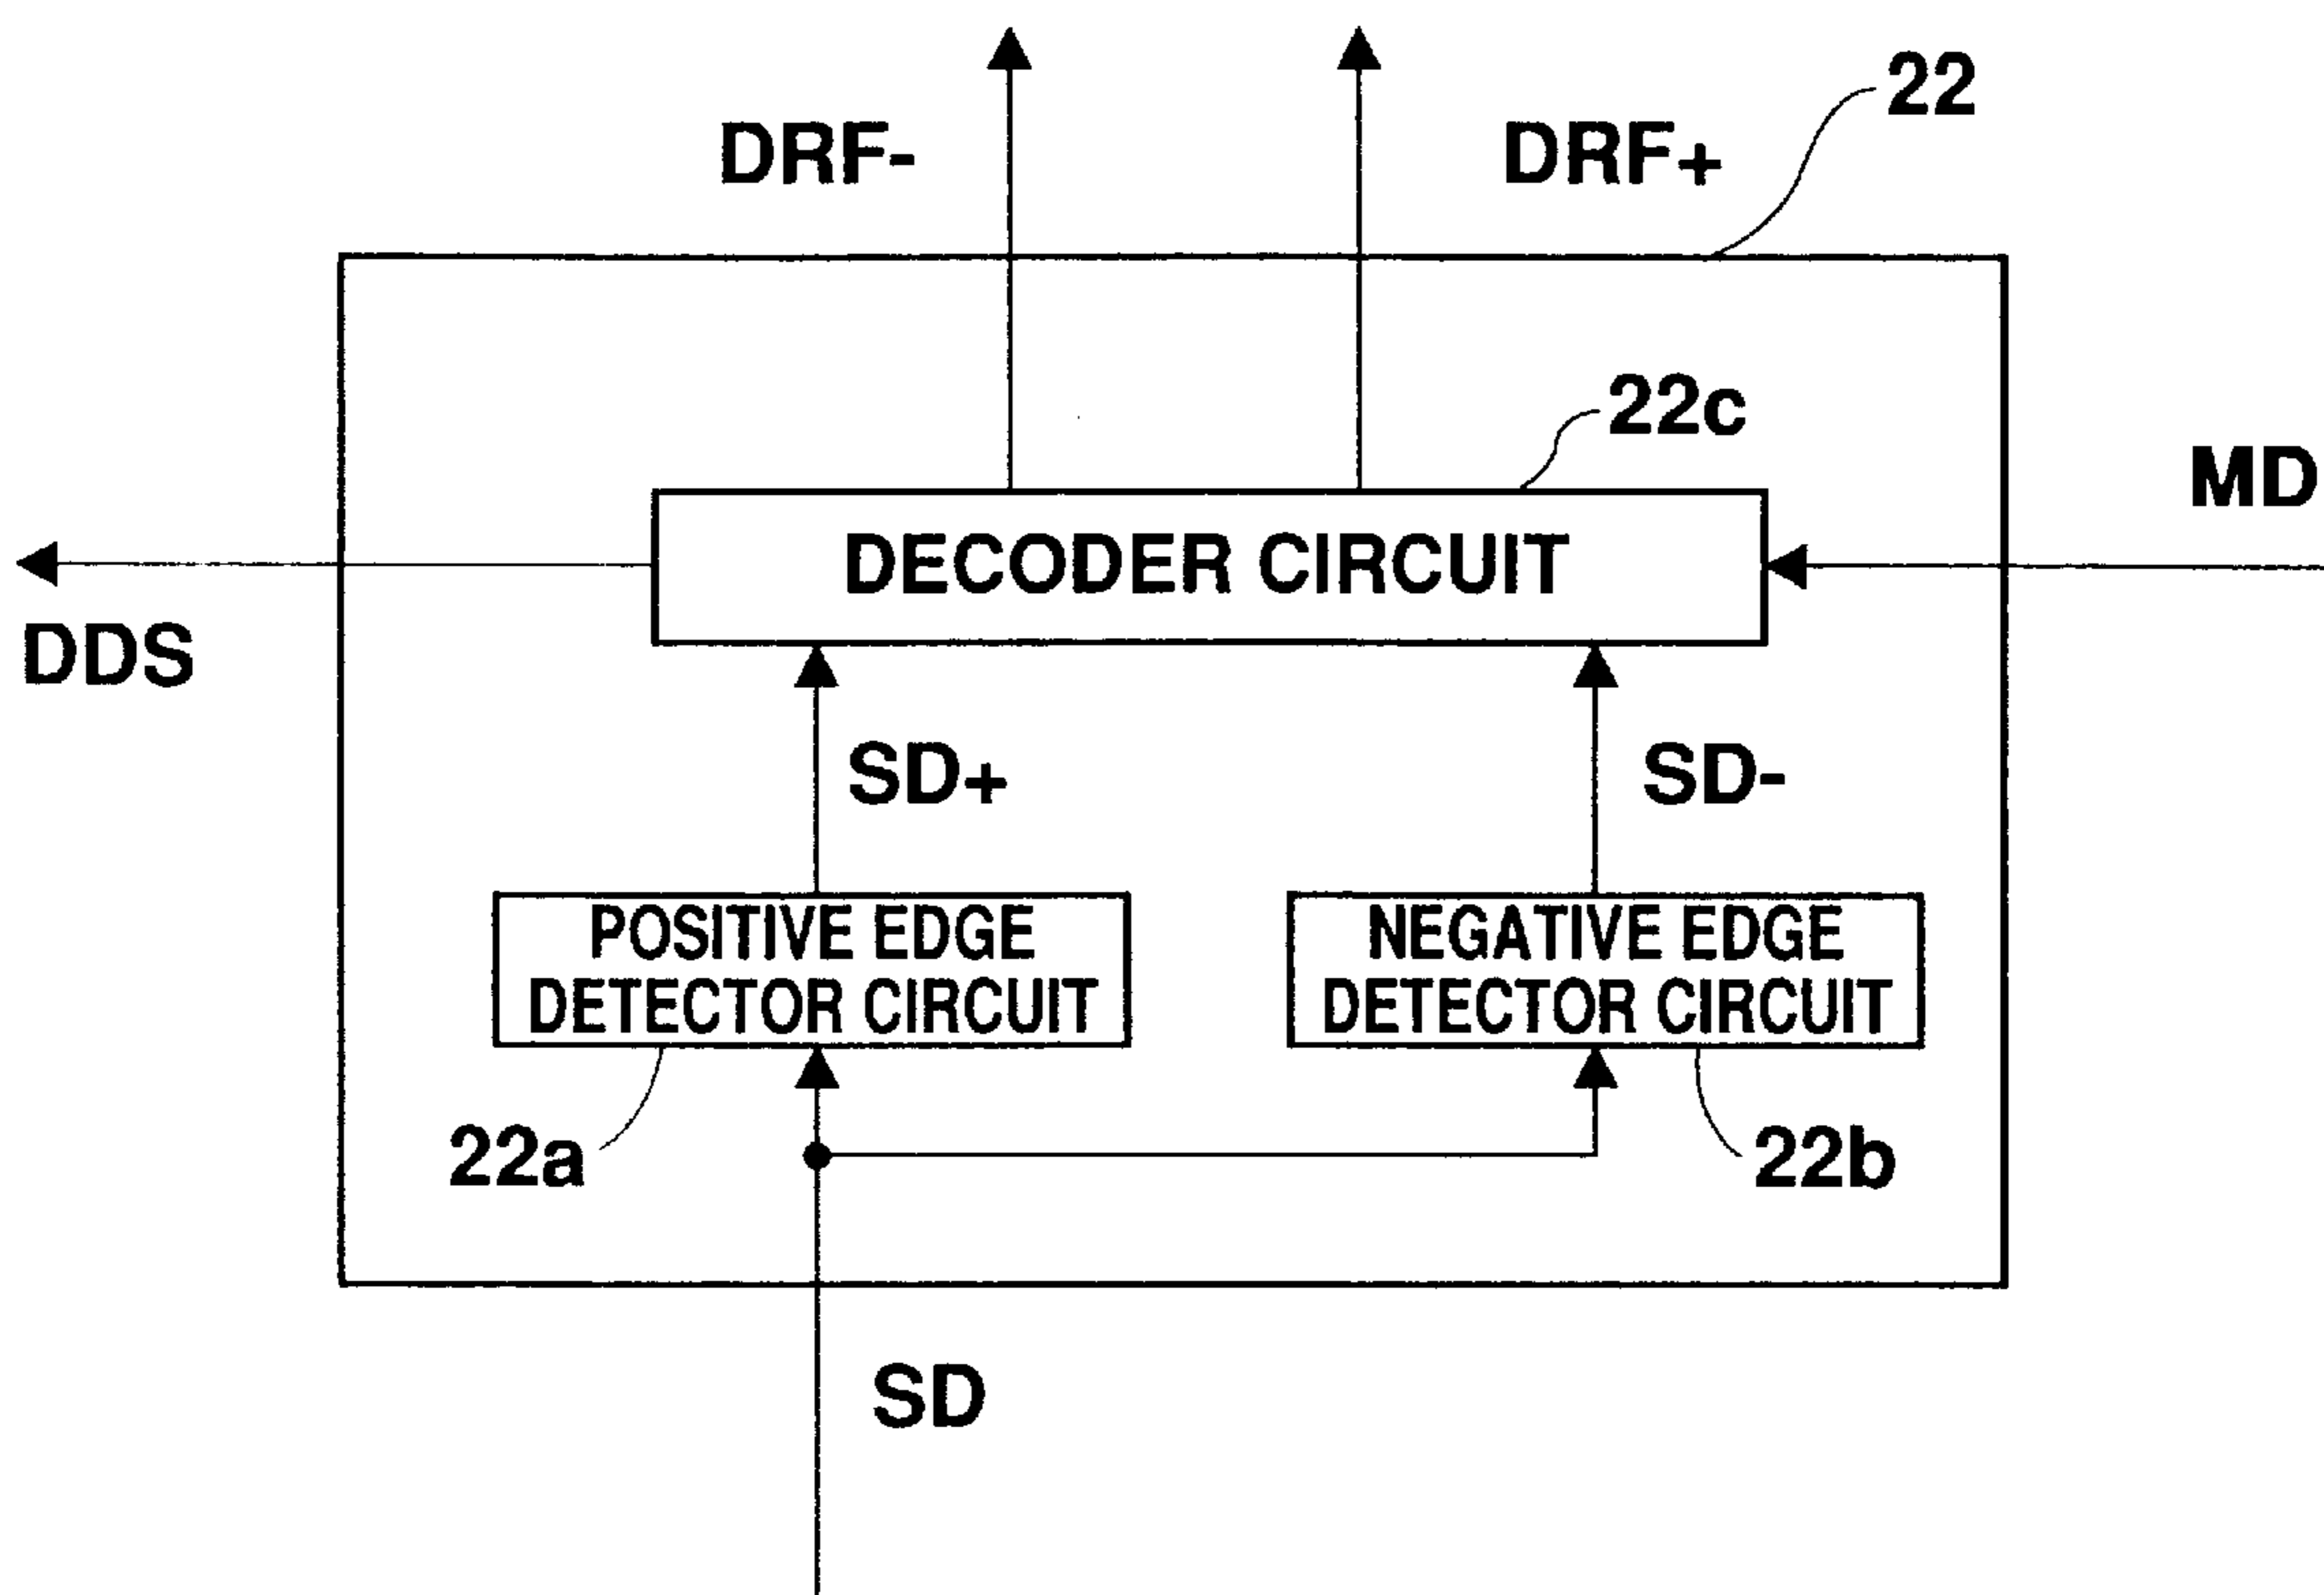 22
DRF-
DRF+
22c
MD
DECODER CIRCUIT
DDS
SD+
SD-
POSITIVE EDGE
DETECTOR CIRCUIT
NEGATIVE EDGE
DETECTOR CIRCUIT
22a
22b
SD